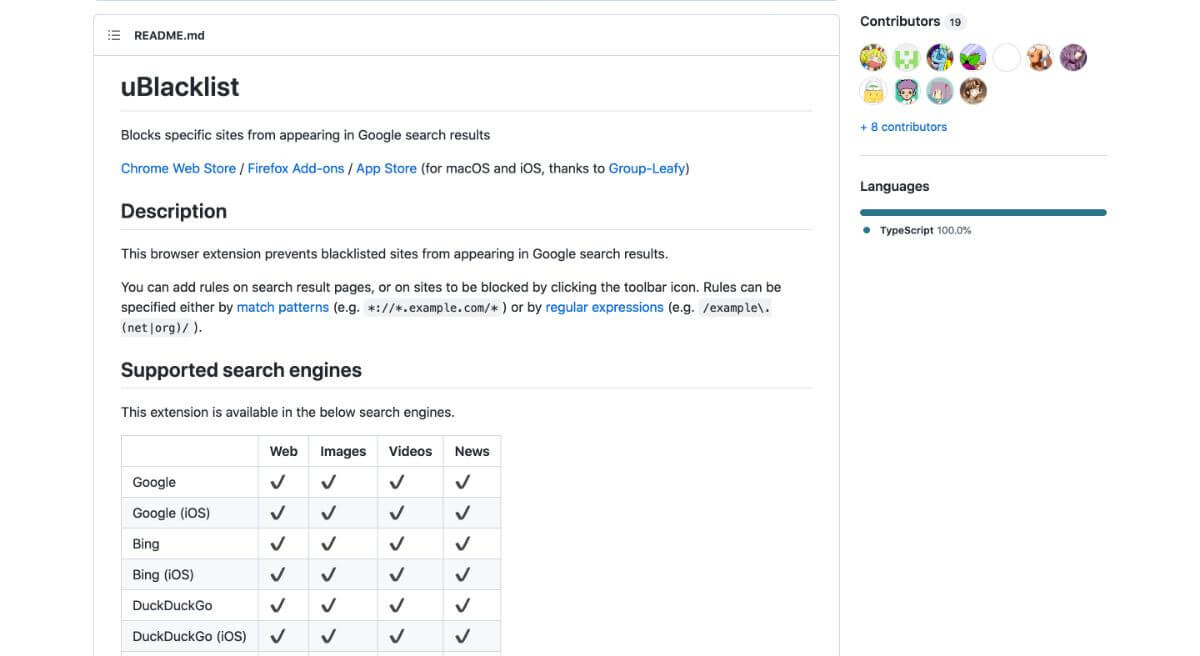 README.md
uBlacklist
Blocks specific sites from appearing in Google search results
Chrome Web Store / Firefox Add-ons / App Store (for macOS and iOS, thanks to Group-Leafy)
Description
This browser extension prevents blacklisted sites from appearing in Google search results.
You can add rules on search result pages, or on sites to be blocked by clicking the toolbar icon. Rules can be
specified either by match patterns (e.g. *://*.example.com/* ) or by regular expressions (e.g. /example\.
(net|org)/ ).
Supported search engines
This extension is available in the below search engines.
Web Images Videos News
Google ✓ ✓ ✓ ✓
Google (iOS) ✓ ✓ ✓ ✓
Bing ✓ ✓ ✓ ✓
Bing (iOS) ✓ ✓ ✓ ✓
DuckDuckGo ✓ ✓ ✓ ✓
DuckDuckGo (iOS) ✓ ✓ ✓ ✓
Contributors 19
+ 8 contributors
Languages
TypeScript 100.0%